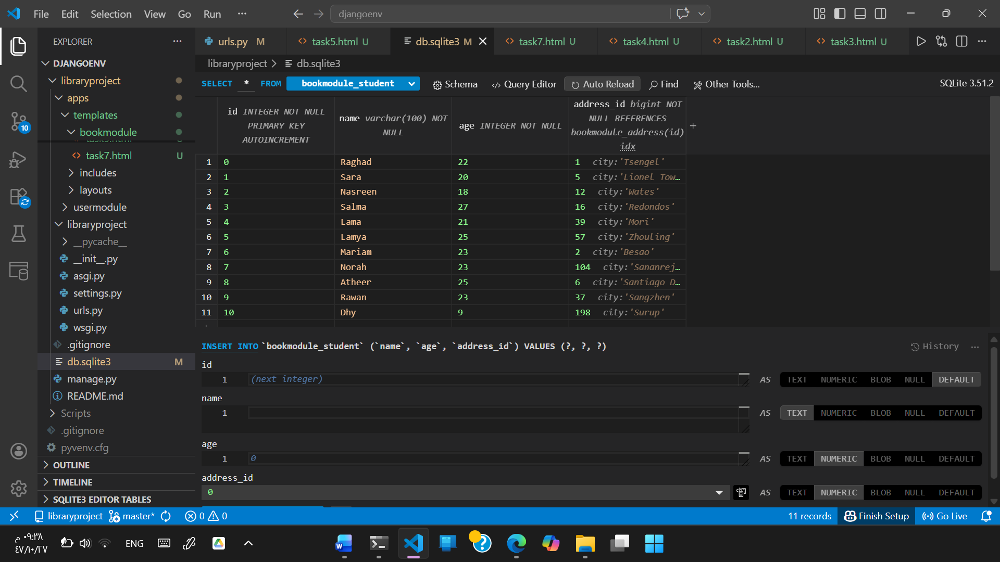 File Edit Selection View Go Run ···
djangoenv
EXPLORER
urls.py M
task5.html U
db.sqlite3 M
task7.html U
task4.html U
task2.html U
task3.html U
DJANGOENV
libraryproject
apps
templates
bookmodule
task7.html U
includes
layouts
usermodule
libraryproject
__pycache__
__init__.py
asgi.py
settings.py
urls.py
wsgi.py
.gitignore
db.sqlite3 M
manage.py
README.md
Scripts
.gitignore
pyvenv.cfg
OUTLINE
TIMELINE
SQLITE3 EDITOR TABLES
10
libraryproject > db.sqlite3
SELECT * FROM bookmodule_student Schema Query Editor Auto Reload Find Other Tools... SQLite 3.51.2
id INTEGER NOT NULL PRIMARY KEY AUTOINCREMENT
name varchar(100) NOT NULL
age INTEGER NOT NULL
address_id bigint NOT NULL REFERENCES bookmodule_address(id) idx
+
1 0 Raghad 22 1 city:'Tsengel'
2 1 Sara 20 5 city:'Lionel Tow…
3 2 Nasreen 18 12 city:'Wates'
4 3 Salma 27 16 city:'Redondos'
5 4 Lama 21 39 city:'Mori'
6 5 Lamya 25 57 city:'Zhouling'
7 6 Mariam 23 2 city:'Besao'
8 7 Norah 23 104 city:'Sananrej…
9 8 Atheer 25 6 city:'Santiago D…
10 9 Rawan 23 37 city:'Sangzhen'
11 10 Dhy 9 198 city:'Surup'
INSERT INTO `bookmodule_student` (`name`, `age`, `address_id`) VALUES (?, ?, ?) History ···
id
1 (next integer) AS TEXT NUMERIC BLOB NULL DEFAULT
name
1 AS TEXT NUMERIC BLOB NULL DEFAULT
age
1 0 AS TEXT NUMERIC BLOB NULL DEFAULT
address_id
0 AS TEXT NUMERIC BLOB NULL DEFAULT
libraryproject master* 0 0 11 records Finish Setup Go Live
٠٩:٣٨ م
٤٧/١٠/٢٧
ENG